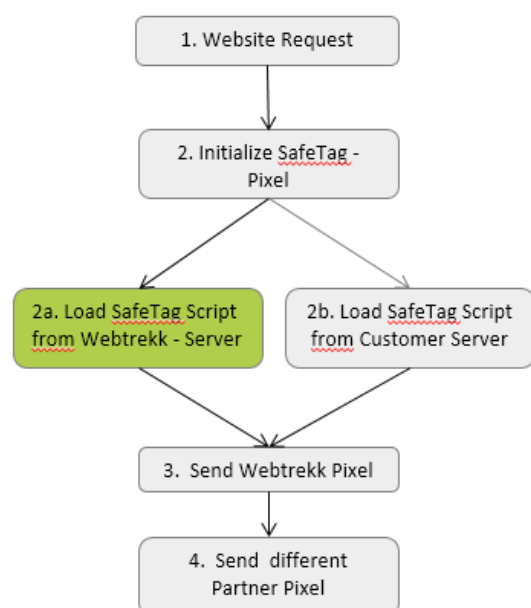 1. Website Request
2. Initialize SafeTag -
Pixel
2a. Load SafeTag Script
from Webtrekk - Server
2b. Load SafeTag Script
from Customer Server
3. Send Webtrekk Pixel
4. Send different
Partner Pixel